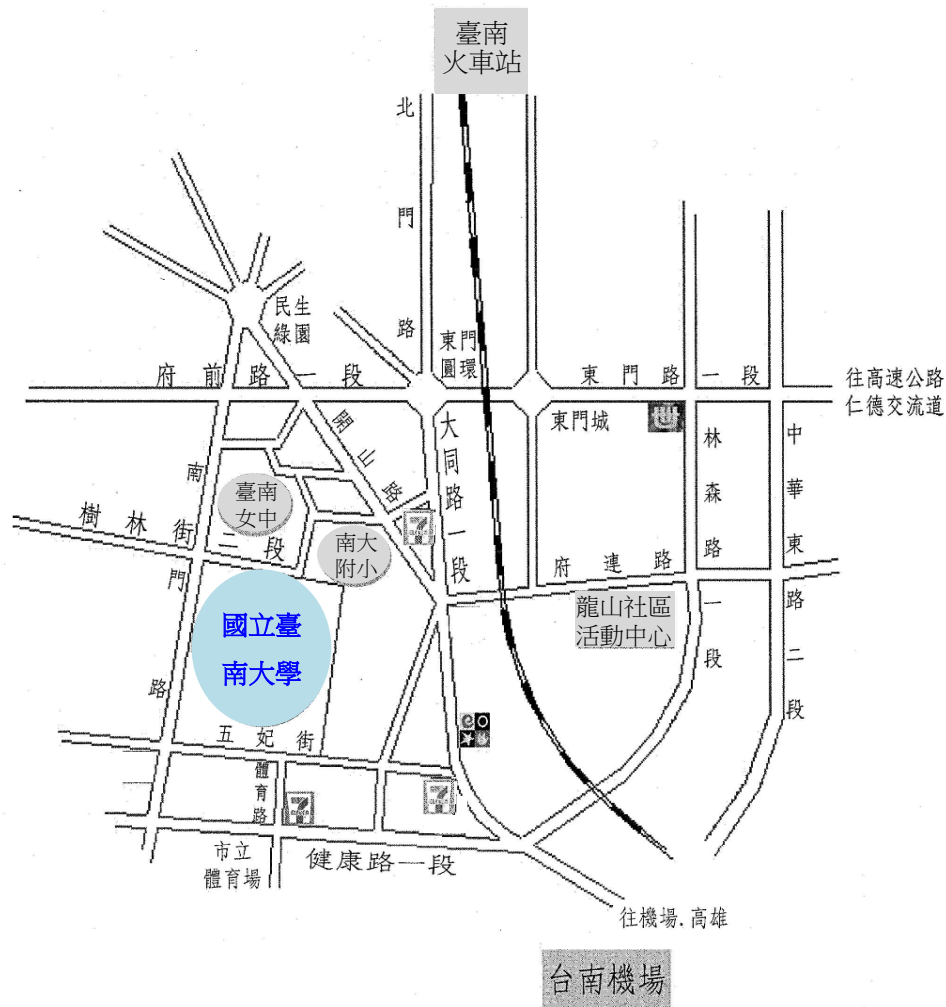 臺南
火車站
北門路
民生
綠園
東門
圓環
府前路一段
東門路一段
往高速公路
仁德交流道
開山路
大同路一段
東門城
林森路一段
中華東路二段
南門路
臺南
女中
樹林街二段
7
南大
附小
府連路
龍山社區
活動中心
國立臺
南大學
五妃街
體育路
7
7
市立
體育場
健康路一段
往機場.高雄
台南機場